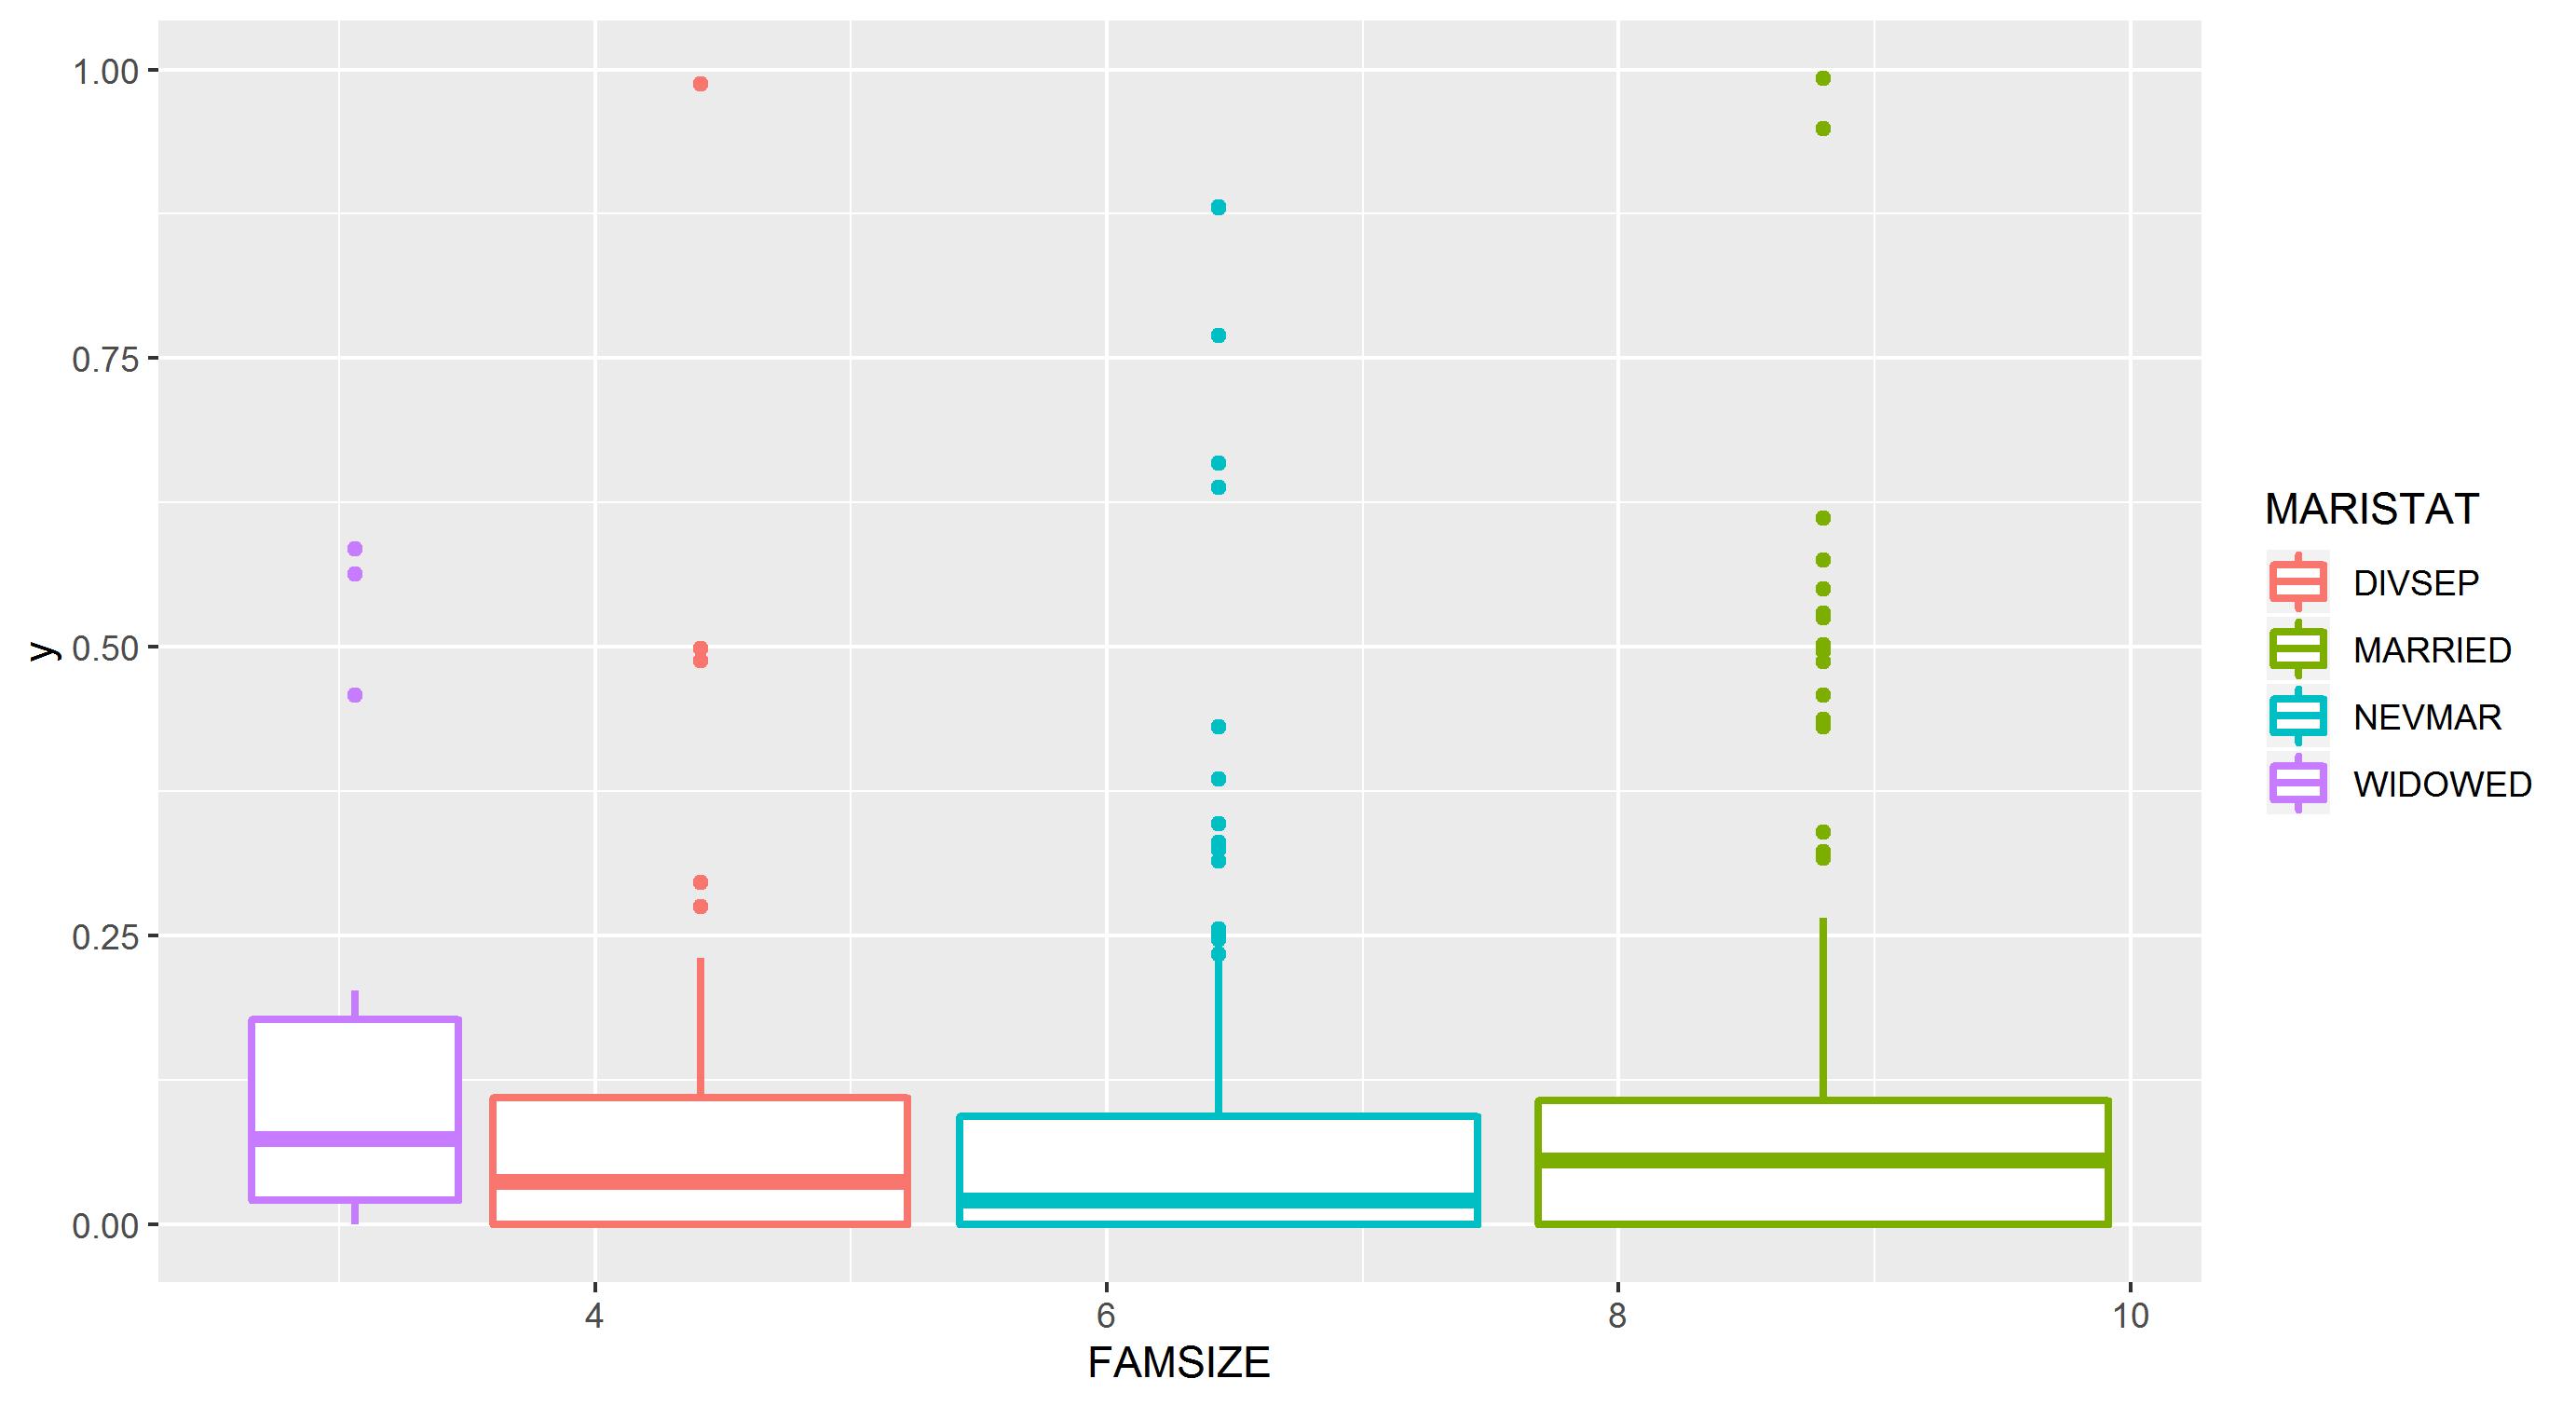 1.00
0.75
0.50
0.25
0.00
y
4 6 8 10
FAMSIZE
MARISTAT
DIVSEP
MARRIED
NEVMAR
WIDOWED